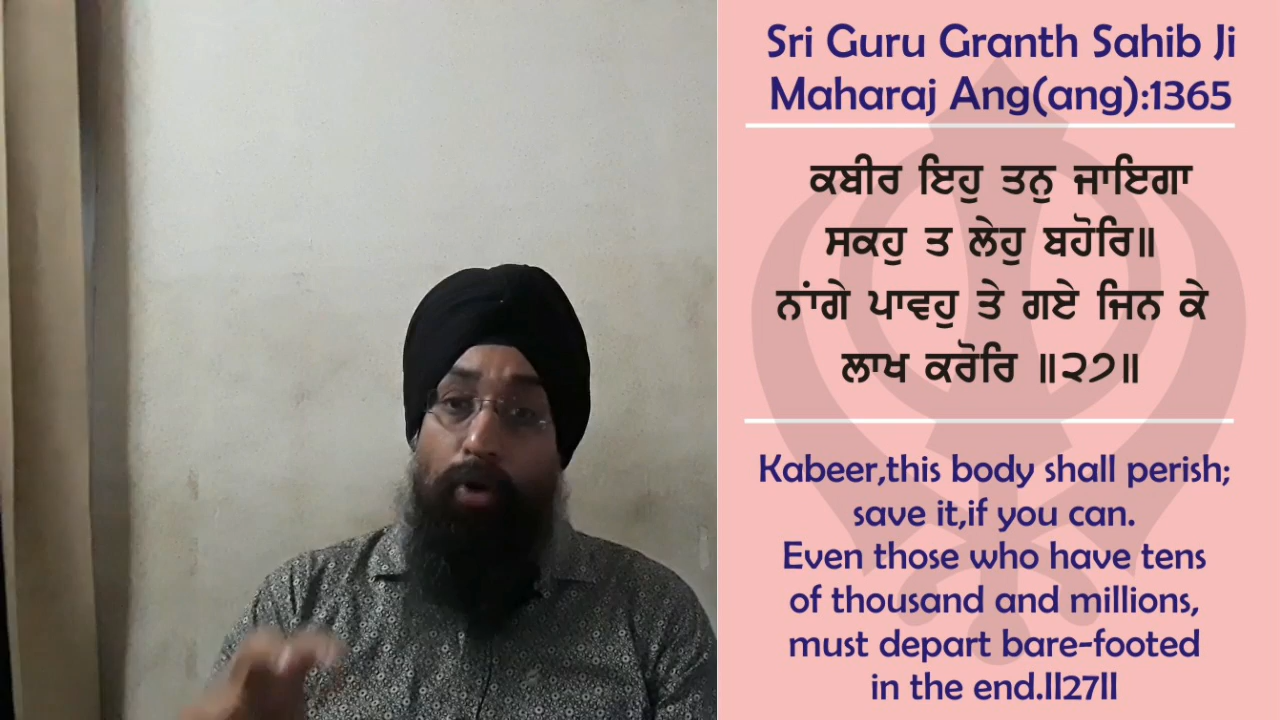 Sri Guru Granth Sahib Ji
Maharaj Ang(ang):1365
ਕਬੀਰ ਇਹੁ ਤਨੁ ਜਾਇਗਾ
ਸਕਹੁ ਤ ਲੇਹੁ ਬਹੋਰਿ॥
ਨਾਂਗੇ ਪਾਵਹੁ ਤੇ ਗਏ ਜਿਨ ਕੇ
ਲਾਖ ਕਰੋਰਿ ॥੨੭॥
Kabeer,this body shall perish;
save it,if you can.
Even those who have tens
of thousand and millions,
must depart bare-footed
in the end.ll27ll